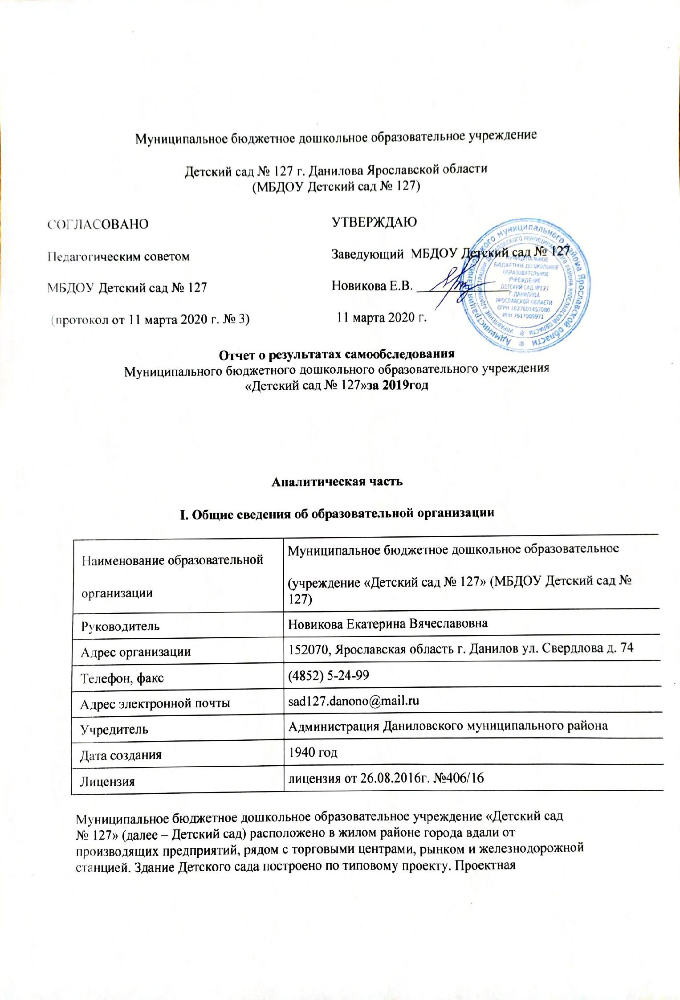 Муниципальное бюджетное дошкольное образовательное учреждение
Детский сад № 127 г. Данилова Ярославской области
(МБДОУ Детский сад № 127)
СОГЛАСОВАНО
Педагогическим советом
МБДОУ Детский сад № 127
(протокол от 11 марта 2020 г. № 3)
УТВЕРЖДАЮ
Заведующий МБДОУ Детский сад № 127
Новикова Е.В. _______________
11 марта 2020 г.
Администрация Даниловского муниципального района Ярославской области *
УПРАВЛЕНИЕ АДМИНИСТРАЦИИ ДАНИЛОВСКОГО МУНИЦИПАЛЬНОГО РАЙОНА ЯРОСЛАВСКОЙ ОБЛАСТИ *
МУНИЦИПАЛЬНОЕ
БЮДЖЕТНОЕ ДОШКОЛЬНОЕ
ОБРАЗОВАТЕЛЬНОЕ
УЧРЕЖДЕНИЕ
ДЕТСКИЙ САД №127
Г.ДАНИЛОВА
ЯРОСЛАВСКОЙ ОБЛАСТИ
ОГРН 1027601457080
ИНН 7617005971
Отчет о результатах самообследования
Муниципального бюджетного дошкольного образовательного учреждения
«Детский сад № 127»за 2019год
Аналитическая часть
I. Общие сведения об образовательной организации
Наименование образовательной
организации
Муниципальное бюджетное дошкольное образовательное
(учреждение «Детский сад № 127» (МБДОУ Детский сад №
127)
Руководитель
Новикова Екатерина Вячеславовна
Адрес организации
152070, Ярославская область г. Данилов ул. Свердлова д. 74
Телефон, факс
(4852) 5-24-99
Адрес электронной почты
sad127.danono@mail.ru
Учредитель
Администрация Даниловского муниципального района
Дата создания
1940 год
Лицензия
лицензия от 26.08.2016г. №406/16
Муниципальное бюджетное дошкольное образовательное учреждение «Детский сад
№ 127» (далее – Детский сад) расположено в жилом районе города вдали от
производящих предприятий, рядом с торговыми центрами, рынком и железнодорожной
станцией. Здание Детского сада построено по типовому проекту. Проектная